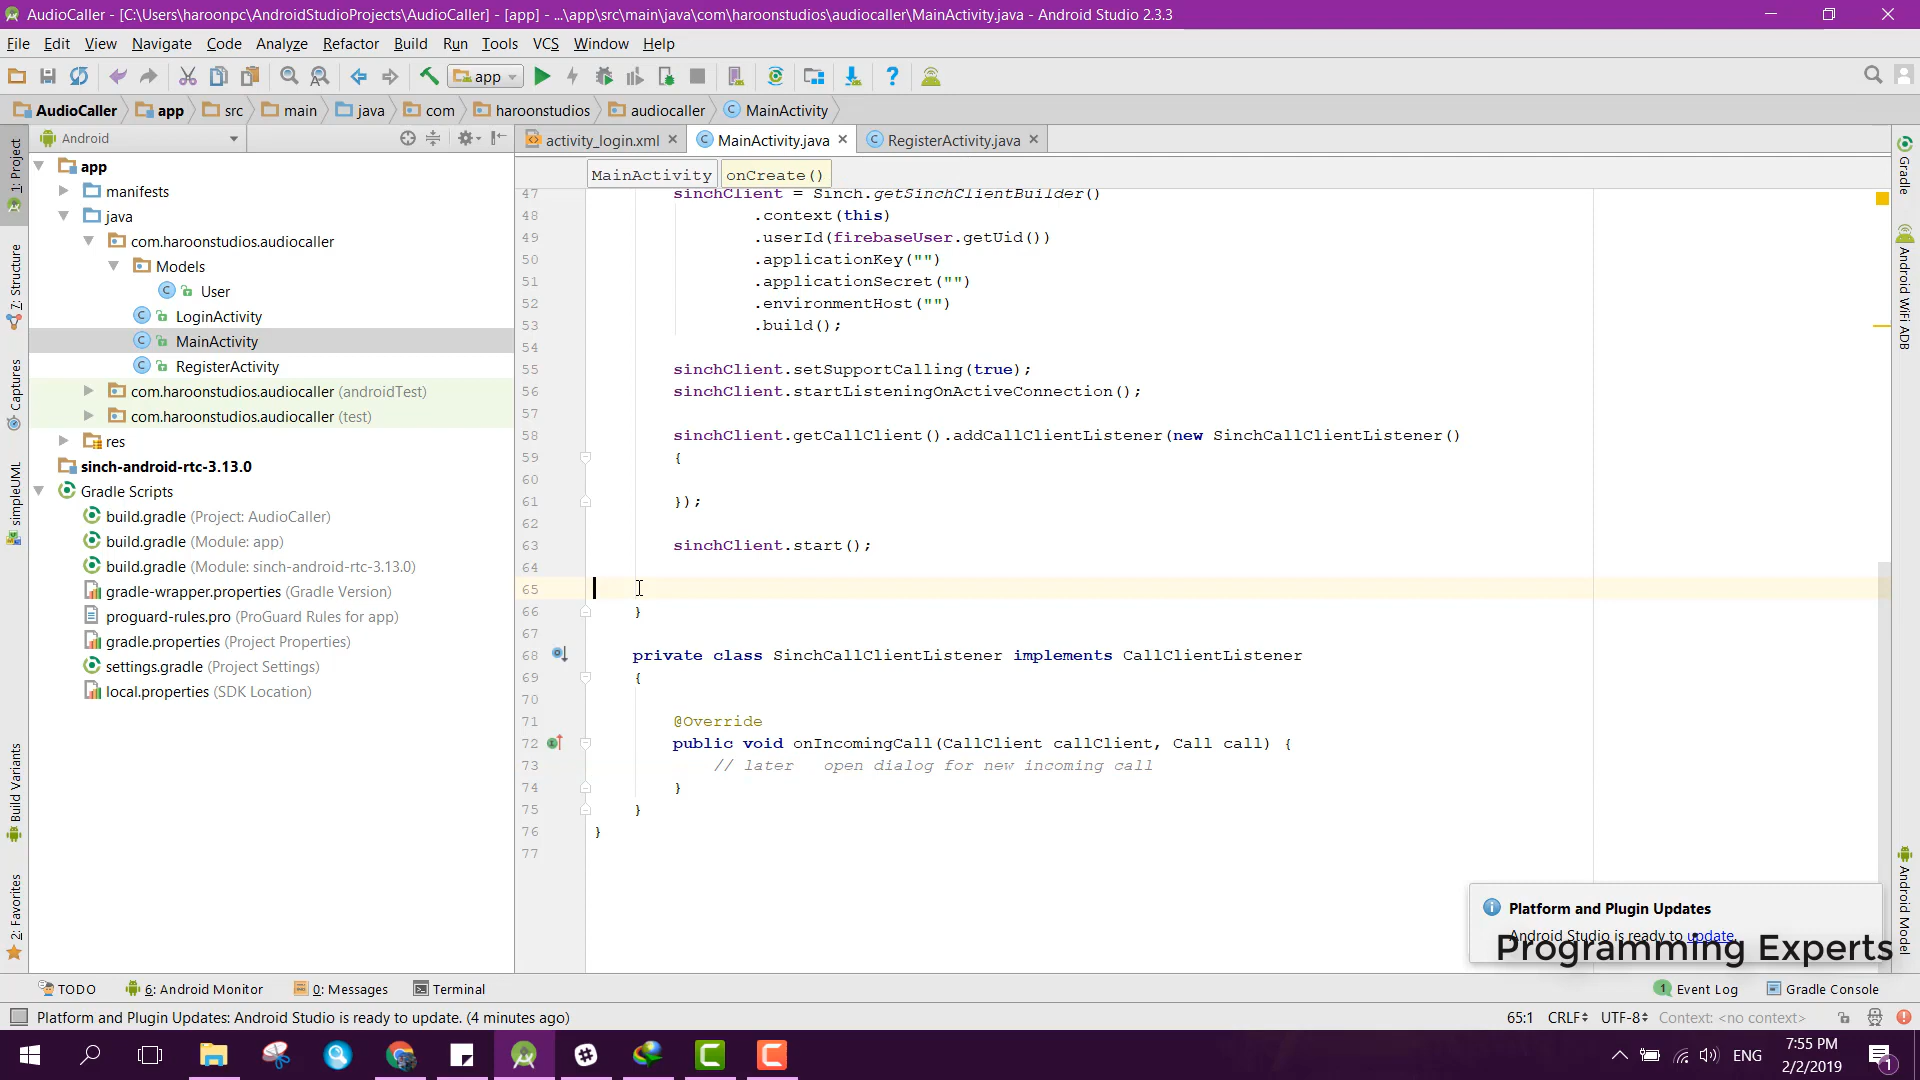 AudioCaller - [C:\Users\haroonpc\AndroidStudioProjects\AudioCaller] - [app] - ...\app\src\main\java\com\haroonstudios\audiocaller\MainActivity.java - Android Studio 2.3.3
File Edit View Navigate Code Analyze Refactor Build Run Tools VCS Window Help
app
AudioCaller app src main java com haroonstudios audiocaller MainActivity
Android
activity_login.xml MainActivity.java RegisterActivity.java
MainActivity onCreate()
1: Project
7: Structure
Captures
simpleUML
Build Variants
2: Favorites
app
manifests
java
com.haroonstudios.audiocaller
Models
User
LoginActivity
MainActivity
RegisterActivity
com.haroonstudios.audiocaller (androidTest)
com.haroonstudios.audiocaller (test)
res
sinch-android-rtc-3.13.0
Gradle Scripts
build.gradle (Project: AudioCaller)
build.gradle (Module: app)
build.gradle (Module: sinch-android-rtc-3.13.0)
gradle-wrapper.properties (Gradle Version)
proguard-rules.pro (ProGuard Rules for app)
gradle.properties (Project Properties)
settings.gradle (Project Settings)
local.properties (SDK Location)
47 sinchClient = Sinch.getSinchClientBuilder()
48 .context(this)
49 .userId(firebaseUser.getUid())
50 .applicationKey("")
51 .applicationSecret("")
52 .environmentHost("")
53 .build();
54
55 sinchClient.setSupportCalling(true);
56 sinchClient.startListeningOnActiveConnection();
57
58 sinchClient.getCallClient().addCallClientListener(new SinchCallClientListener()
59 {
60
61 });
62
63 sinchClient.start();
64
65
66 }
67
68 private class SinchCallClientListener implements CallClientListener
69 {
70
71 @Override
72 public void onIncomingCall(CallClient callClient, Call call) {
73 // later open dialog for new incoming call
74 }
75 }
76 }
77
Gradle
Android WiFi ADB
Android Model
Platform and Plugin Updates
Android Studio is ready to update.
Programming Experts
TODO 6: Android Monitor 0: Messages Terminal 1 Event Log Gradle Console
Platform and Plugin Updates: Android Studio is ready to update. (4 minutes ago) 65:1 CRLF UTF-8 Context: <no context>
ENG 7:55 PM
2/2/2019 1